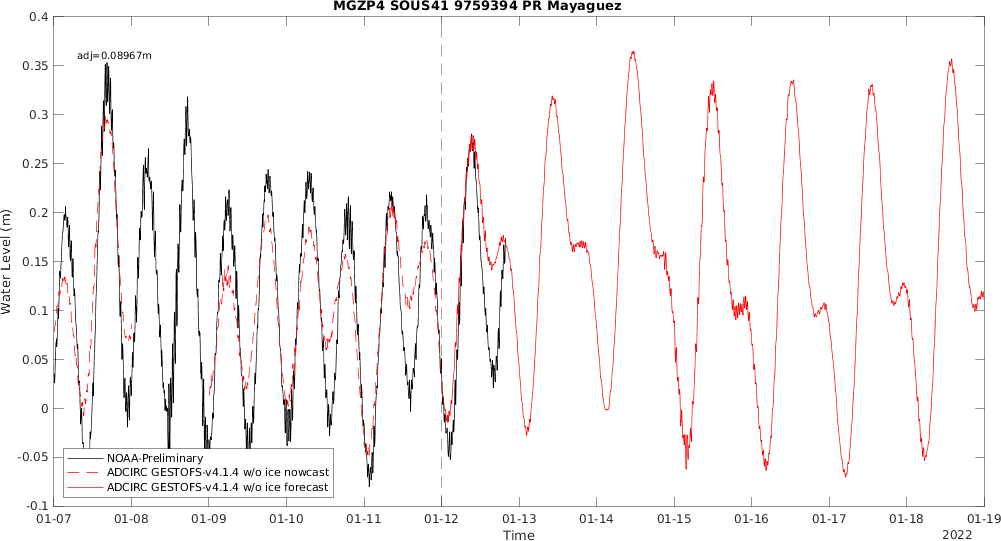 MGZP4 SOUS41 9759394 PR Mayaguez
adj=0.08967m
Water Level (m)
0.4
0.35
0.3
0.25
0.2
0.15
0.1
0.05
0
-0.05
-0.1
NOAA-Preliminary
ADCIRC GESTOFS-v4.1.4 w/o ice nowcast
ADCIRC GESTOFS-v4.1.4 w/o ice forecast
01-07 01-08 01-09 01-10 01-11 01-12 01-13 01-14 01-15 01-16 01-17 01-18 01-19
Time
2022